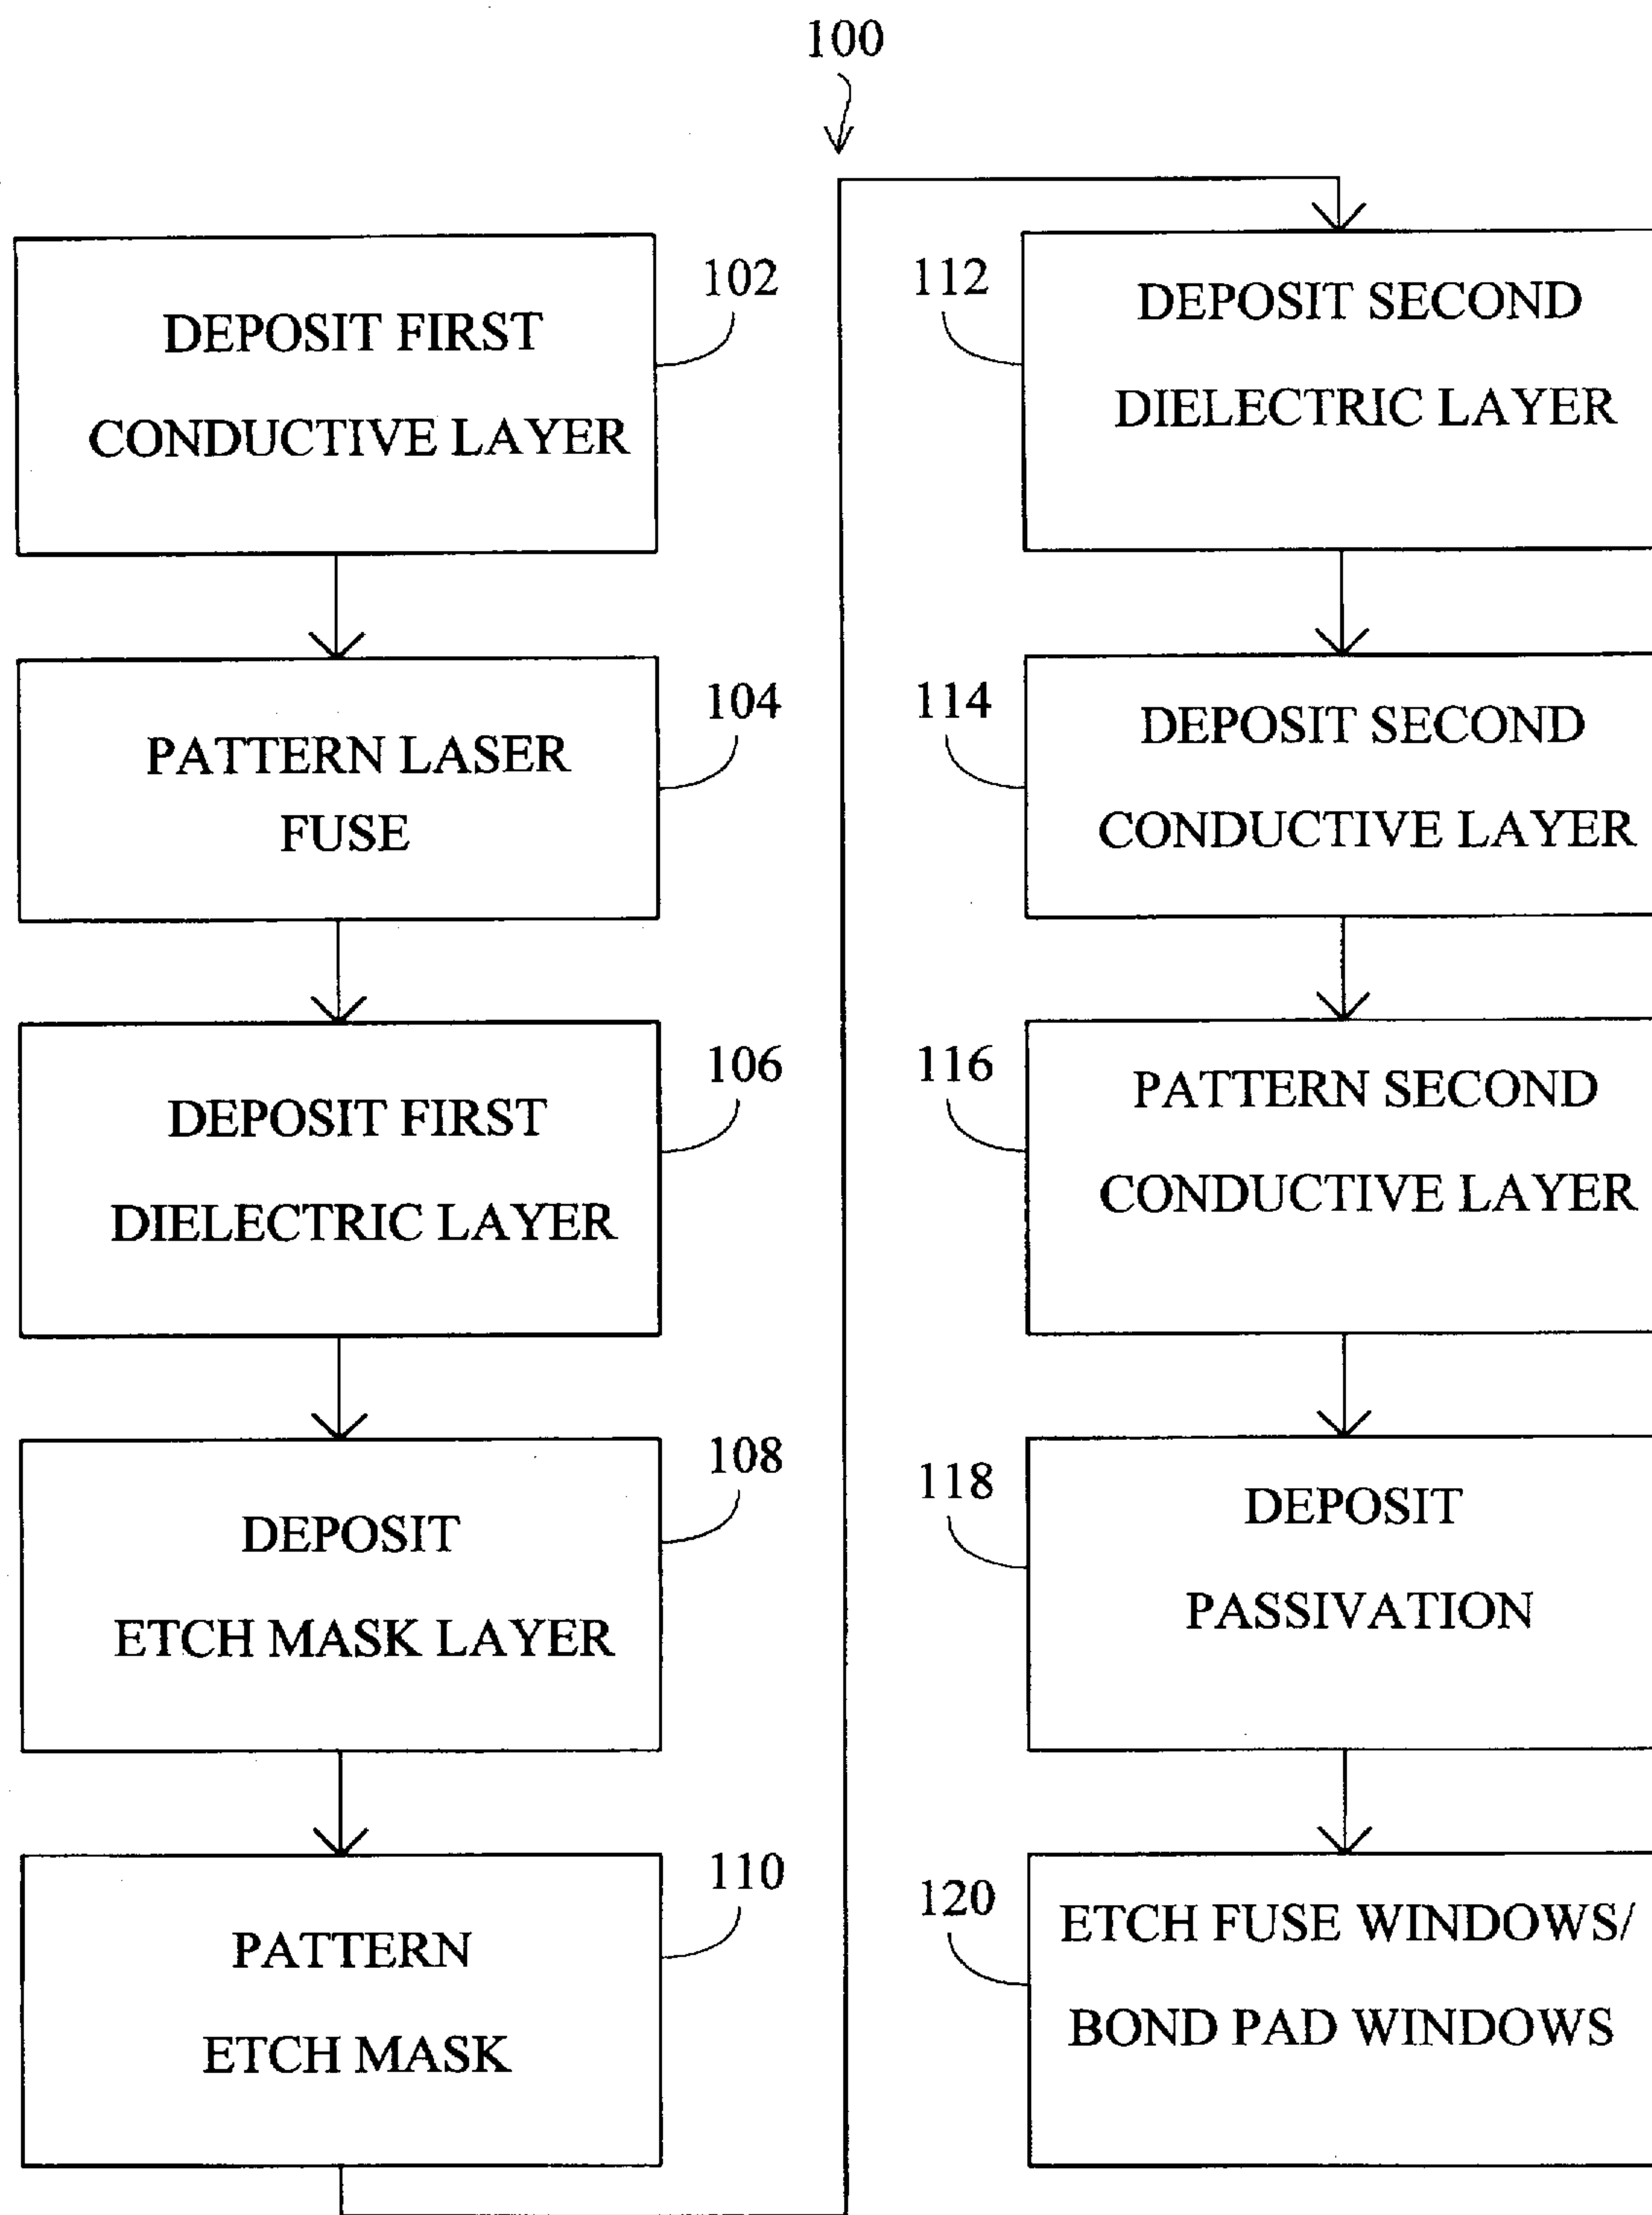 100
102
DEPOSIT FIRST
CONDUCTIVE LAYER
104
PATTERN LASER
FUSE
106
DEPOSIT FIRST
DIELECTRIC LAYER
108
DEPOSIT
ETCH MASK LAYER
110
PATTERN
ETCH MASK
112
DEPOSIT SECOND
DIELECTRIC LAYER
114
DEPOSIT SECOND
CONDUCTIVE LAYER
116
PATTERN SECOND
CONDUCTIVE LAYER
118
DEPOSIT
PASSIVATION
120
ETCH FUSE WINDOWS/
BOND PAD WINDOWS